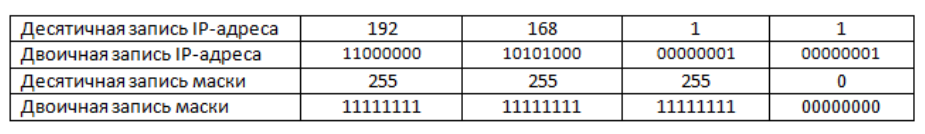 Десятичная запись IP-адреса 192 168 1 1
Двоичная запись IP-адреса 11000000 10101000 00000001 00000001
Десятичная запись маски 255 255 255 0
Двоичная запись маски 11111111 11111111 11111111 00000000